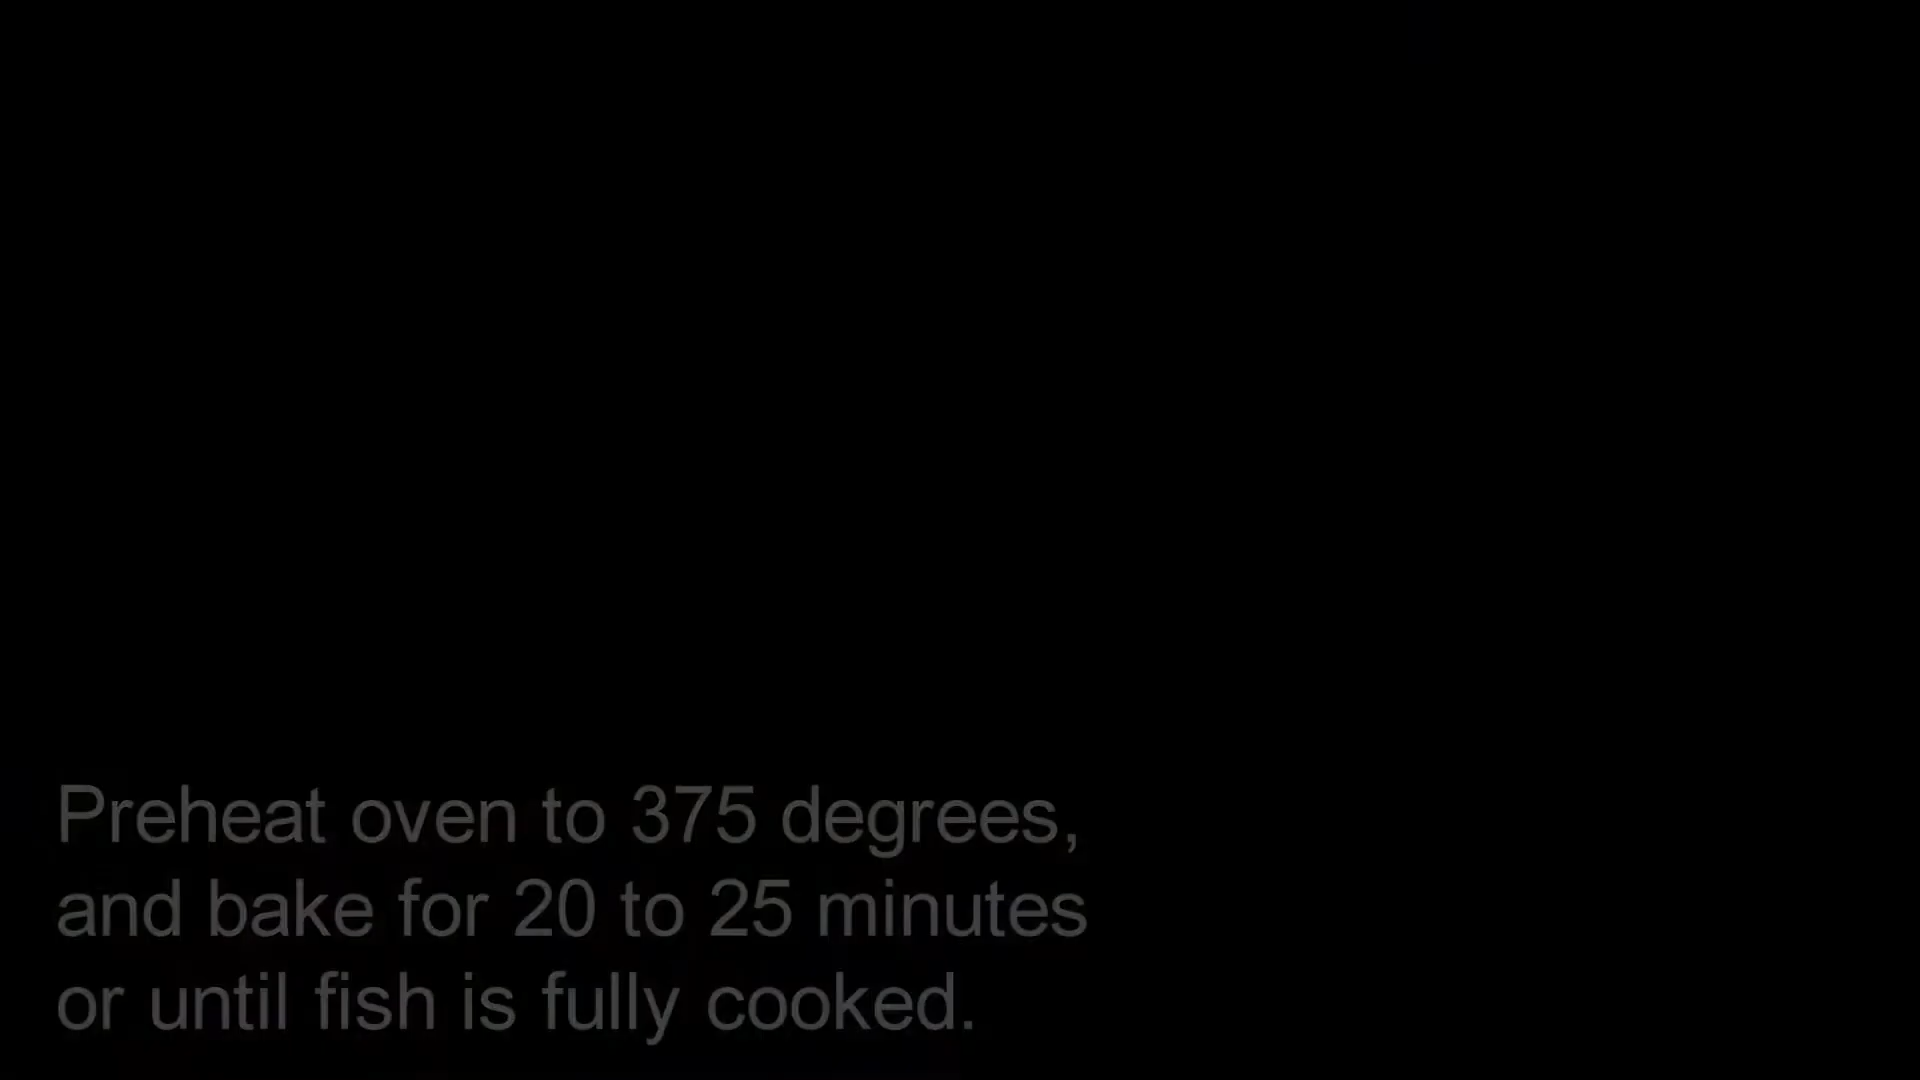 Preheat oven to 375 degrees,
and bake for 20 to 25 minutes
or until fish is fully cooked.